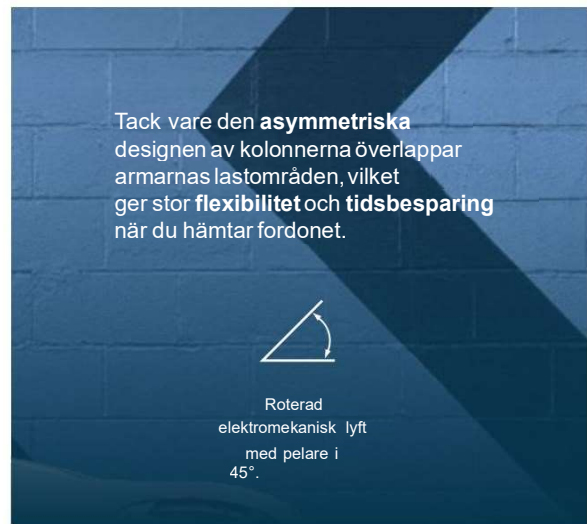 Tack vare den asymmetriska
designen av kolonnerna överlappar
armarnas lastområden, vilket
ger stor flexibilitet och tidsbesparing
när du hämtar fordonet.
Roterad
elektromekanisk lyft
med pelare i
45°.